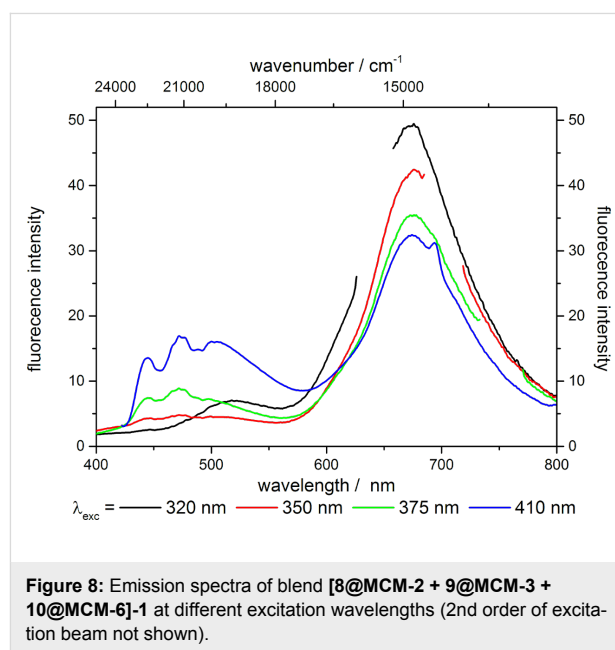 wavenumber / cm⁻¹
24000 21000 18000 15000
50 50
40 40
30 30
20 20
10 10
0 0
fluorecence intensity
fluorescence intensity
400 500 600 700 800
wavelength / nm
λexc = 320 nm 350 nm 375 nm 410 nm
Figure 8: Emission spectra of blend [8@MCM-2 + 9@MCM-3 +
10@MCM-6]-1 at different excitation wavelengths (2nd order of excita-
tion beam not shown).